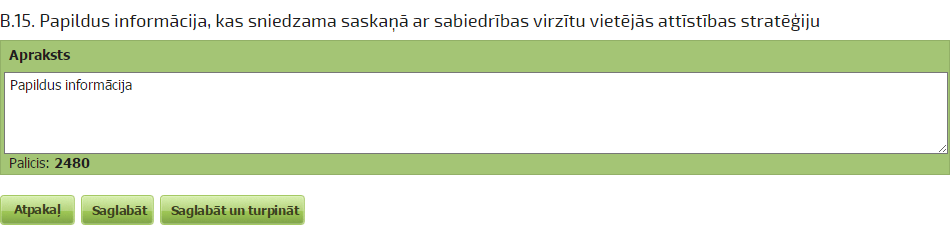 B.15. Papildus informācija, kas sniedzama saskaņā ar sabiedrības virzītu vietējās attīstības stratēģiju
Apraksts
Papildus informācija
Palicis: 2480
Atpakaļ Saglabāt Saglabāt un turpināt